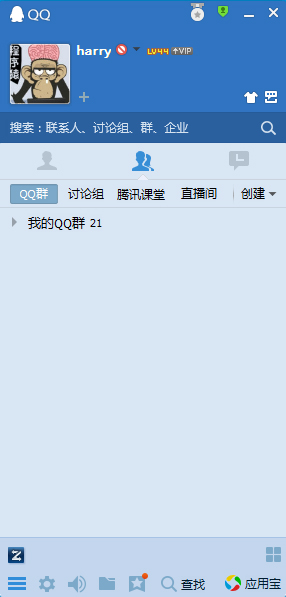 QQ
程序猿
harry LV44 VIP
搜索：联系人、讨论组、群、企业
QQ群 讨论组 腾讯课堂 直播间 创建
我的QQ群 21
Z
查找 应用宝